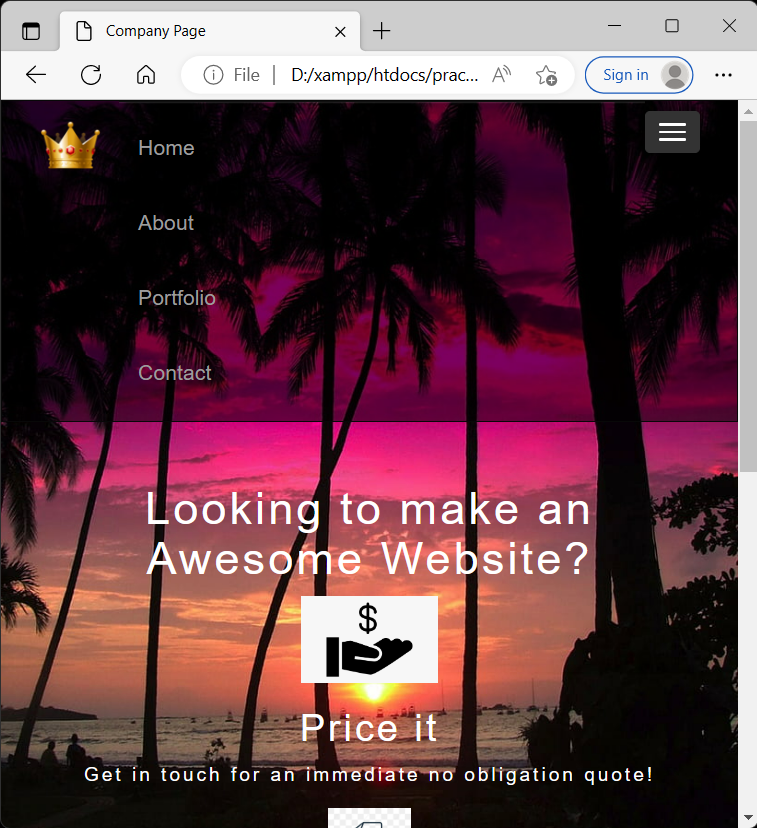 Company Page
File
D:/xampp/htdocs/prac...
Sign in
Home
About
Portfolio
Contact
Looking to make an
Awesome Website?
$
Price it
Get in touch for an immediate no obligation quote!